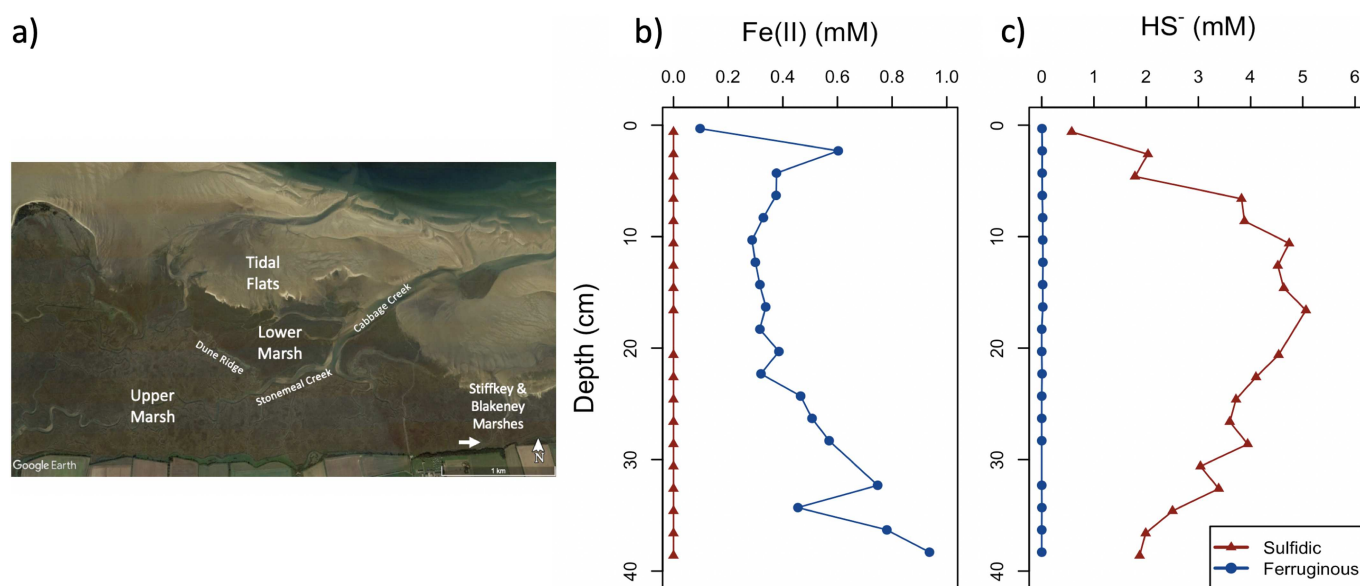 a)
Tidal
Flats
Cabbage Creek
Lower
Marsh
Dune Ridge
Stonemeal Creek
Upper
Marsh
Stiffkey &
Blakeney
Marshes
N
Google Earth
1 km
b)
Fe(II) (mM)
0.0 0.2 0.4 0.6 0.8 1.0
Depth (cm)
0
10
20
30
40
c)
HS⁻ (mM)
0 1 2 3 4 5 6
0
10
20
30
40
Sulfidic
Ferruginous